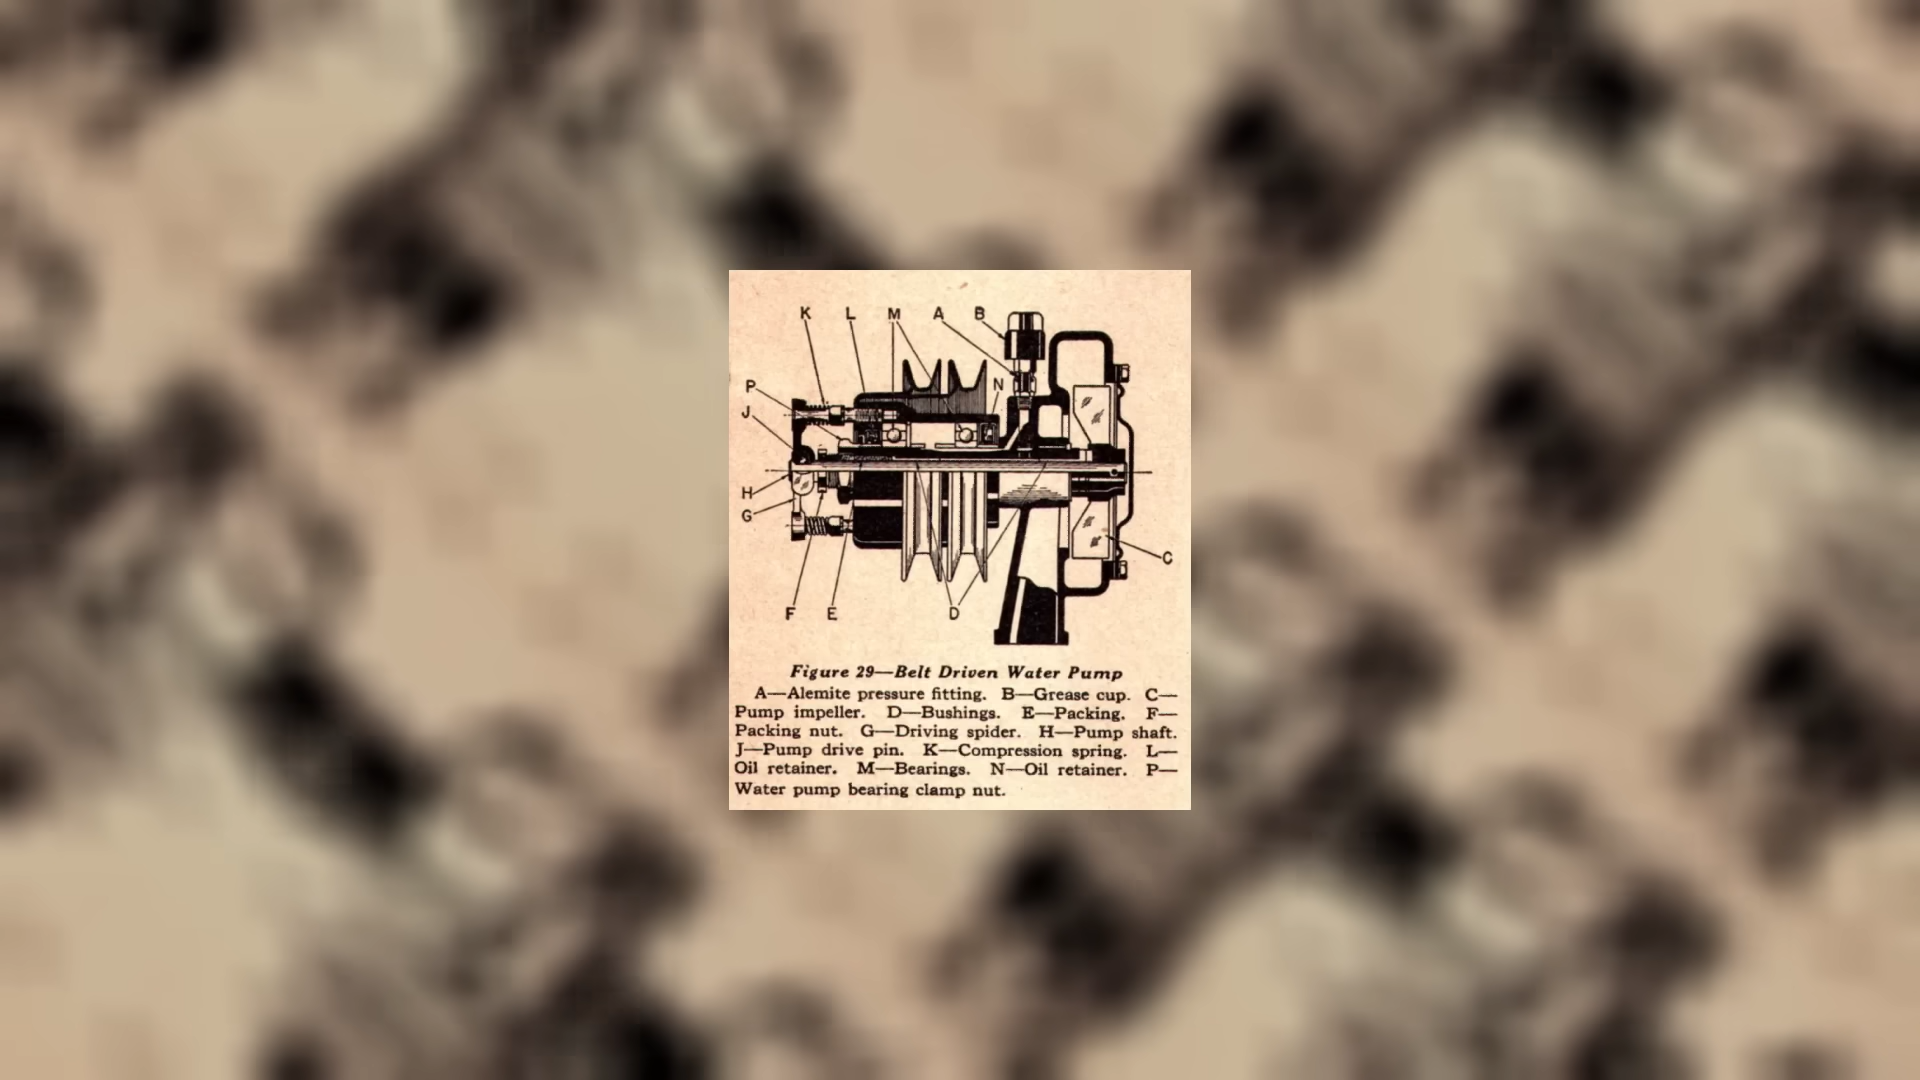 K L M A B
P
N
J
H
G
C
F E D
Figure 29—Belt Driven Water Pump
A—Alemite pressure fitting. B—Grease cup. C—
Pump impeller. D—Bushings. E—Packing. F—
Packing nut. G—Driving spider. H—Pump shaft.
J—Pump drive pin. K—Compression spring. L—
Oil retainer. M—Bearings. N—Oil retainer. P—
Water pump bearing clamp nut.